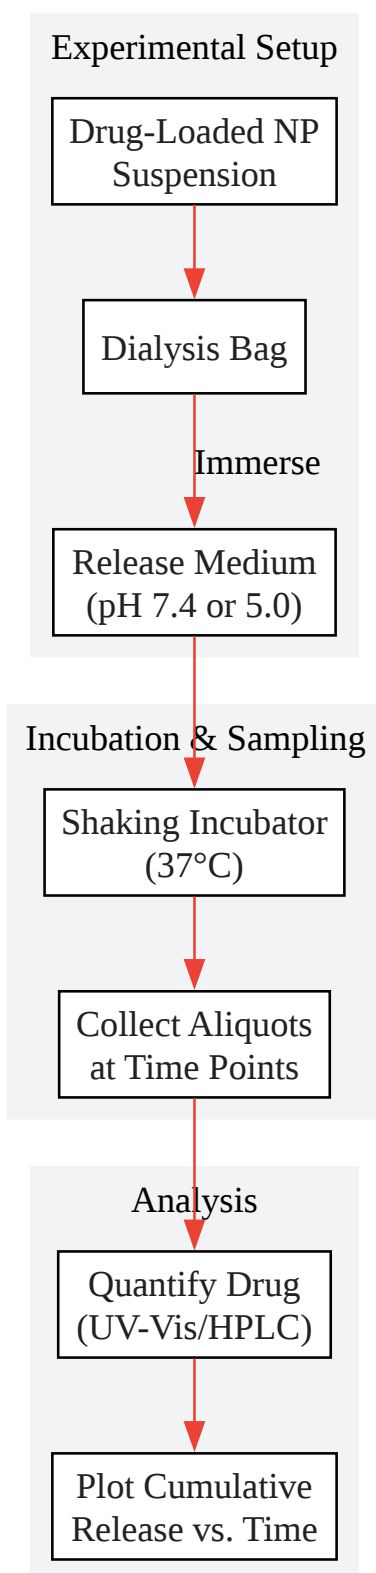 Experimental Setup
Drug-Loaded NP
Suspension
Dialysis Bag
Immerse
Release Medium
(pH 7.4 or 5.0)
Incubation & Sampling
Shaking Incubator
(37°C)
Collect Aliquots
at Time Points
Analysis
Quantify Drug
(UV-Vis/HPLC)
Plot Cumulative
Release vs. Time